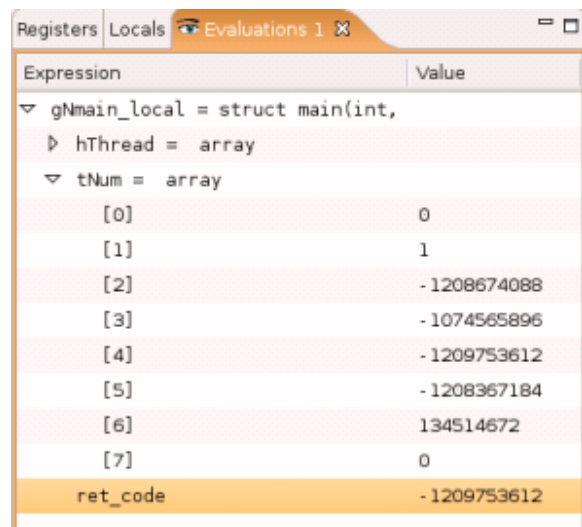 Registers Locals Evaluations 1
Expression Value
gNmain_local = struct main(int,
hThread = array
tNum = array
[0] 0
[1] 1
[2] -1208674088
[3] -1074565896
[4] -1209753612
[5] -1208367184
[6] 134514672
[7] 0
ret_code -1209753612